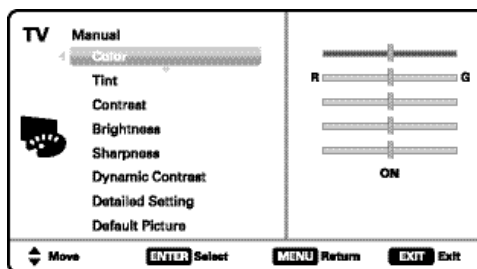 TV Manual
Color
Tint
R G
Contrast
Brightness
Sharpness
Dynamic Contrast
ON
Detailed Setting
Default Picture
Move ENTER Select MENU Return EXIT Exit